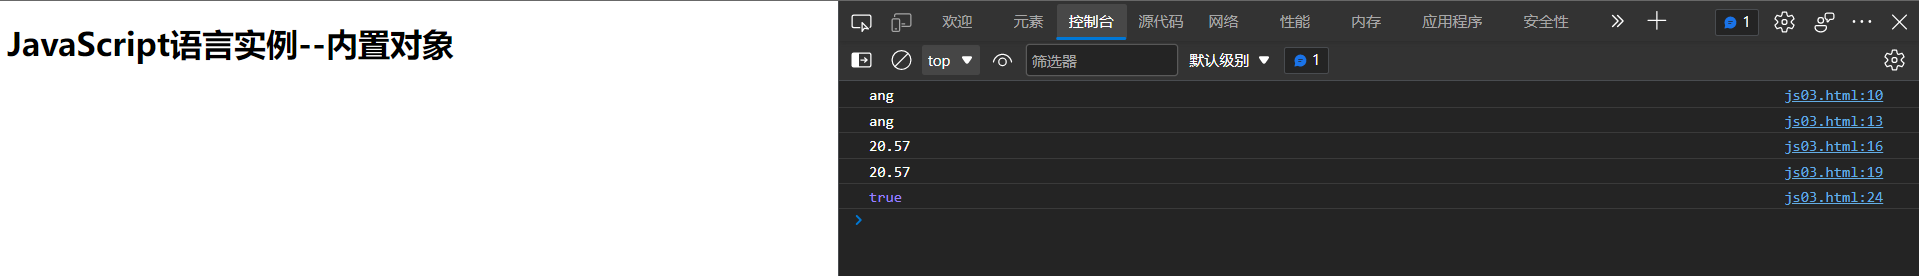 JavaScript语言实例--内置对象
欢迎 元素 控制台 源代码 网络 性能 内存 应用程序 安全性 1
top 筛选器 默认级别 1
ang js03.html:10
ang js03.html:13
20.57 js03.html:16
20.57 js03.html:19
true js03.html:24